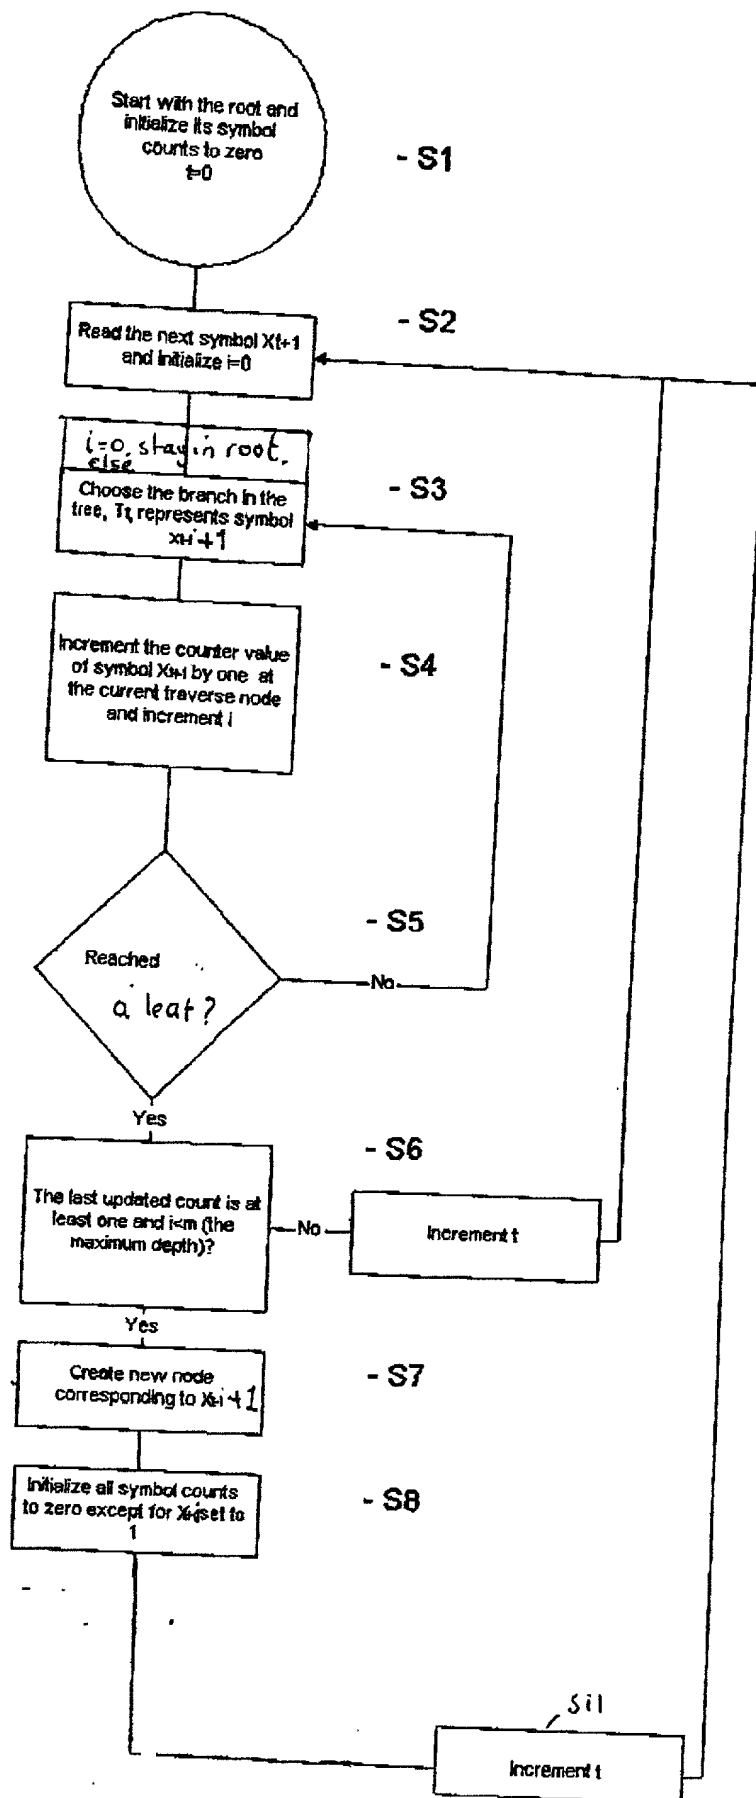 Start with the root and
initialize its symbol
counts to zero
t=0
- S1
- S2
Read the next symbol Xt+1
and initialize i=0
i=0, stay in root,
else
- S3
Choose the branch in the
tree, Tt, represents symbol
xt-i+1
- S4
Increment the counter value
of symbol Xt+1 by one at
the current traverse node
and increment i
- S5
Reached
a leaf?
No
Yes
- S6
The last updated count is at
least one and i<m (the
maximum depth)?
No
Increment t
Yes
- S7
Create new node
corresponding to Xt-i+1
- S8
Initialize all symbol counts
to zero except for set to
1
S11
Increment t